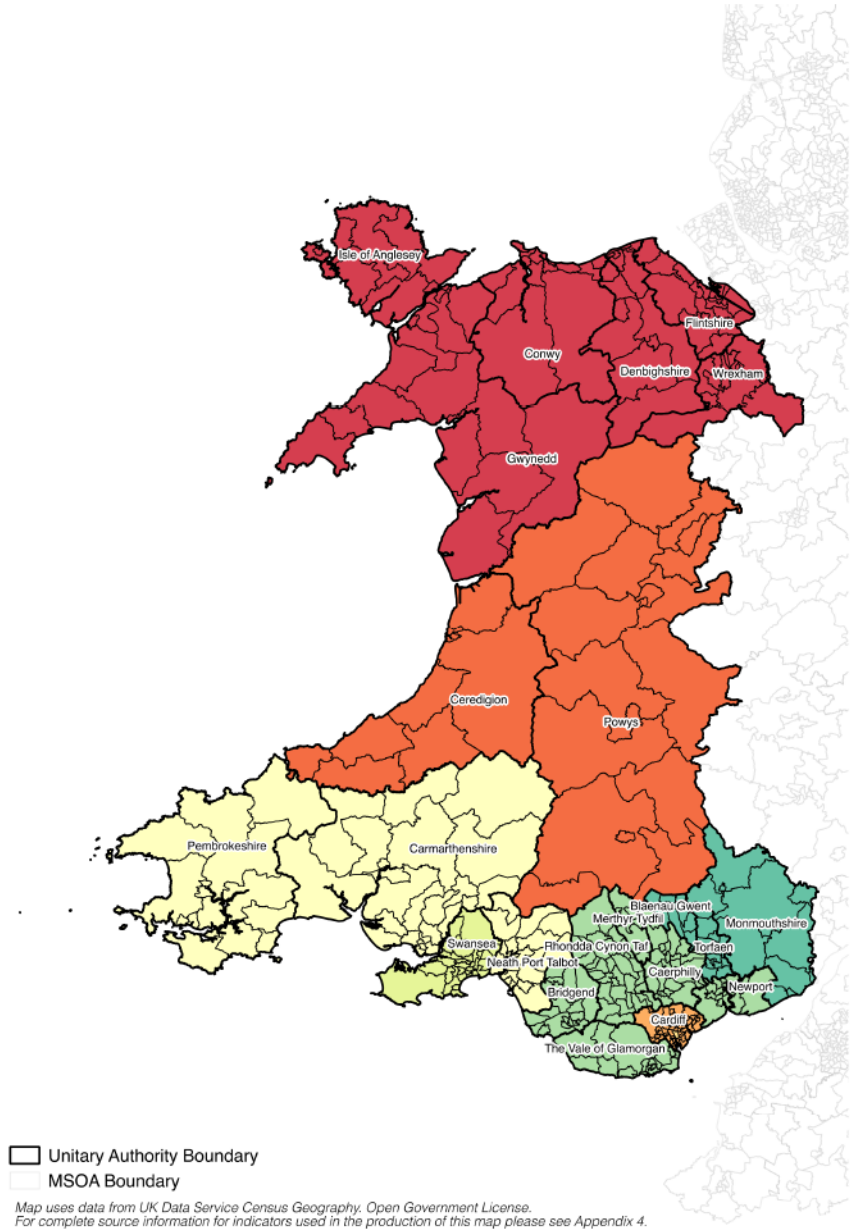 Isle of Anglesey
Flintshire
Conwy
Denbighshire
Wrexham
Gwynedd
Ceredigion
Powys
Pembrokeshire
Carmarthenshire
Blaenau Gwent
Merthyr Tydfil
Monmouthshire
Swansea
Rhondda Cynon Taf
Torfaen
Neath Port Talbot
Caerphilly
Newport
Bridgend
Cardiff
The Vale of Glamorgan
Unitary Authority Boundary
MSOA Boundary
Map uses data from UK Data Service Census Geography. Open Government License.
For complete source information for indicators used in the production of this map please see Appendix 4.